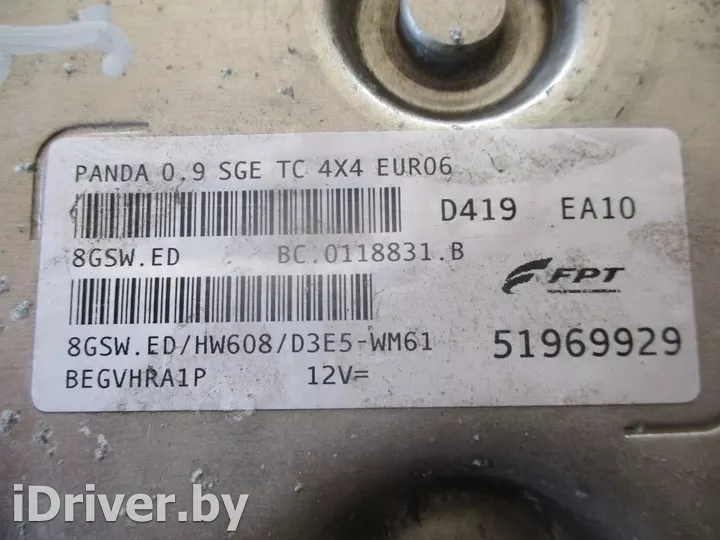 PANDA 0.9 SGE TC 4X4 EURO6
D419 EA10
8GSW.ED BC.0118831.B
FPT
8GSW.ED/HW608/D3E5-WM61
51969929
BEGVHRA1P 12V=
iDriver.by